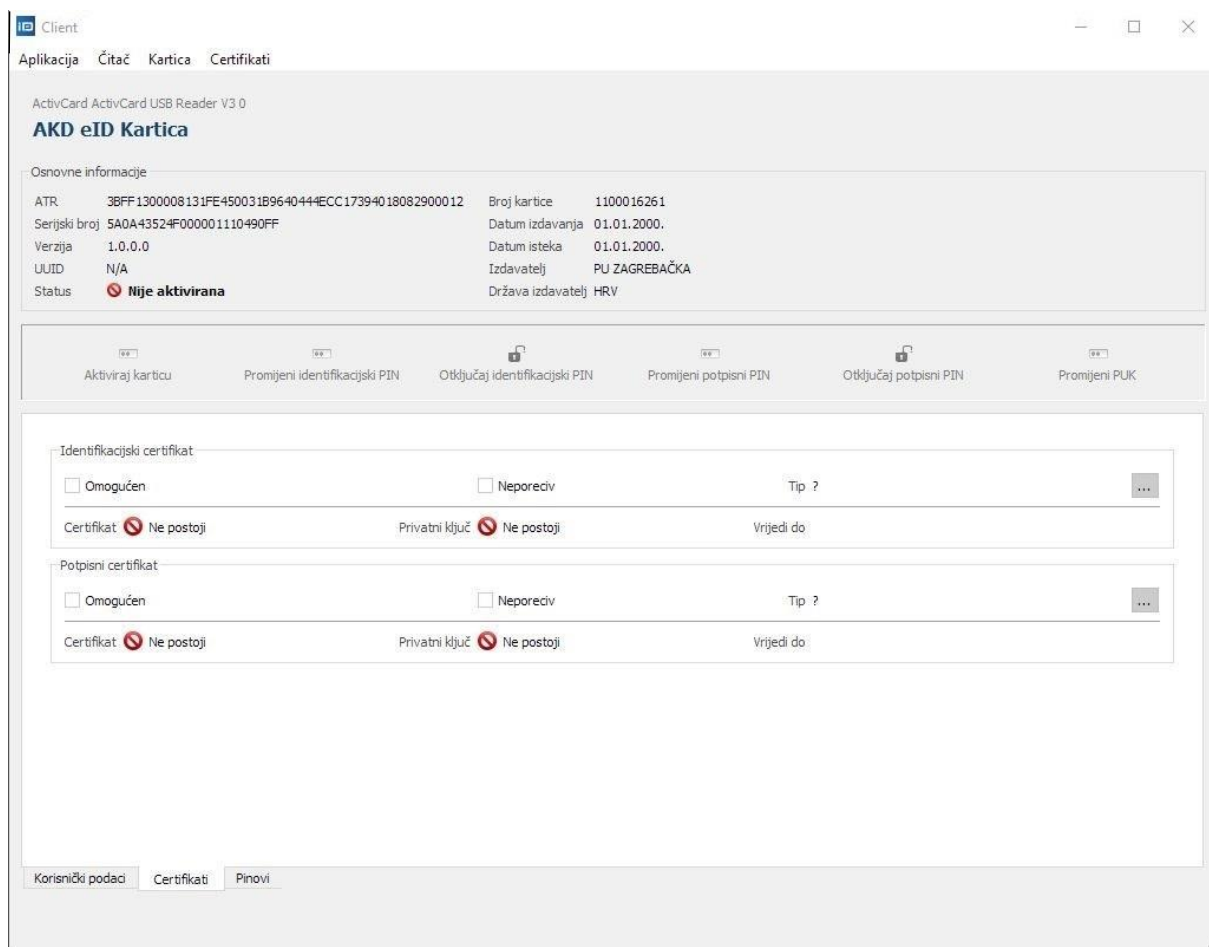 Client
Aplikacija Čitač Kartica Certifikati
ActivCard ActivCard USB Reader V3 0
AKD eID Kartica
Osnovne informacije
ATR 3BFF1300008131FE450031B9640444ECC17394018082900012 Broj kartice 1100016261
Serijski broj 5A0A43524F000001110490FF Datum izdavanja 01.01.2000.
Verzija 1.0.0.0 Datum isteka 01.01.2000.
UUID N/A Izdavatelj PU ZAGREBAČKA
Status Nije aktivirana Država izdavatelj HRV
Aktiviraj karticu Promijeni identifikacijski PIN Otključaj identifikacijski PIN Promijeni potpisni PIN Otključaj potpisni PIN Promijeni PUK
Identifikacijski certifikat
Omogućen Neporeciv Tip ? ...
Certifikat Ne postoji Privatni ključ Ne postoji Vrijedi do
Potpisni certifikat
Omogućen Neporeciv Tip ? ...
Certifikat Ne postoji Privatni ključ Ne postoji Vrijedi do
Korisnički podaci Certifikati Pinovi